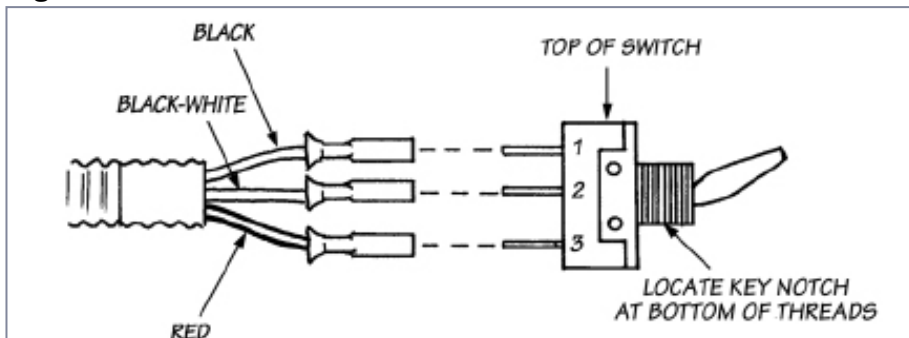 BLACK
TOP OF SWITCH
BLACK-WHITE
1
2
3
LOCATE KEY NOTCH
AT BOTTOM OF THREADS
RED